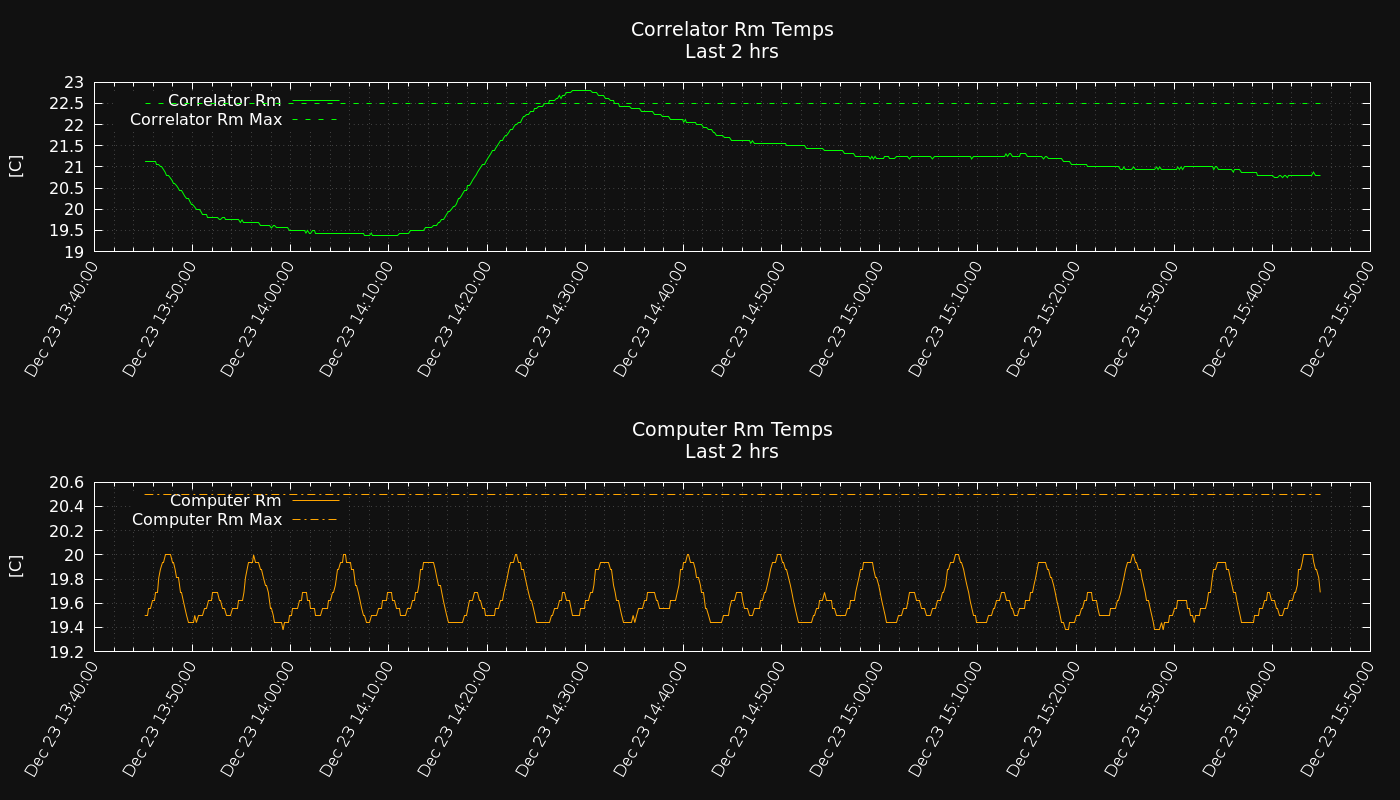 Correlator Rm Temps
Last 2 hrs
23
22.5
22
21.5
21
20.5
20
19.5
19
[C]
Correlator Rm
Correlator Rm Max
Dec 23 13:40:00
Dec 23 13:50:00
Dec 23 14:00:00
Dec 23 14:10:00
Dec 23 14:20:00
Dec 23 14:30:00
Dec 23 14:40:00
Dec 23 14:50:00
Dec 23 15:00:00
Dec 23 15:10:00
Dec 23 15:20:00
Dec 23 15:30:00
Dec 23 15:40:00
Dec 23 15:50:00
Computer Rm Temps
Last 2 hrs
20.6
20.4
20.2
20
19.8
19.6
19.4
19.2
[C]
Computer Rm
Computer Rm Max
Dec 23 13:40:00
Dec 23 13:50:00
Dec 23 14:00:00
Dec 23 14:10:00
Dec 23 14:20:00
Dec 23 14:30:00
Dec 23 14:40:00
Dec 23 14:50:00
Dec 23 15:00:00
Dec 23 15:10:00
Dec 23 15:20:00
Dec 23 15:30:00
Dec 23 15:40:00
Dec 23 15:50:00